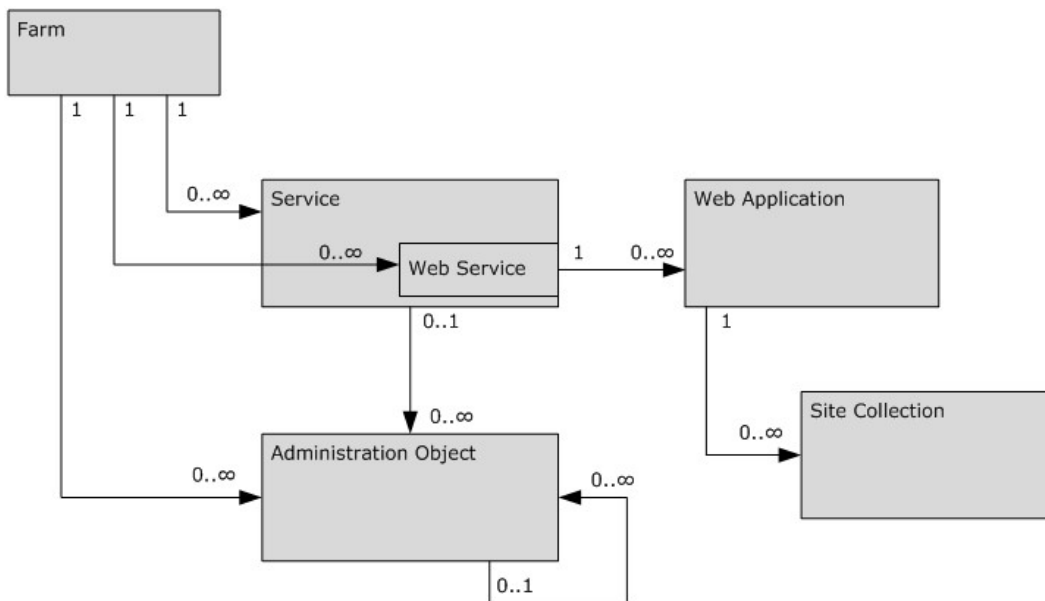 Farm
1
1
1
0..∞
Service
Web Application
0..∞
Web Service
1
0..∞
0..1
1
Site Collection
0..∞
0..∞
Administration Object
0..∞
0..∞
0..1